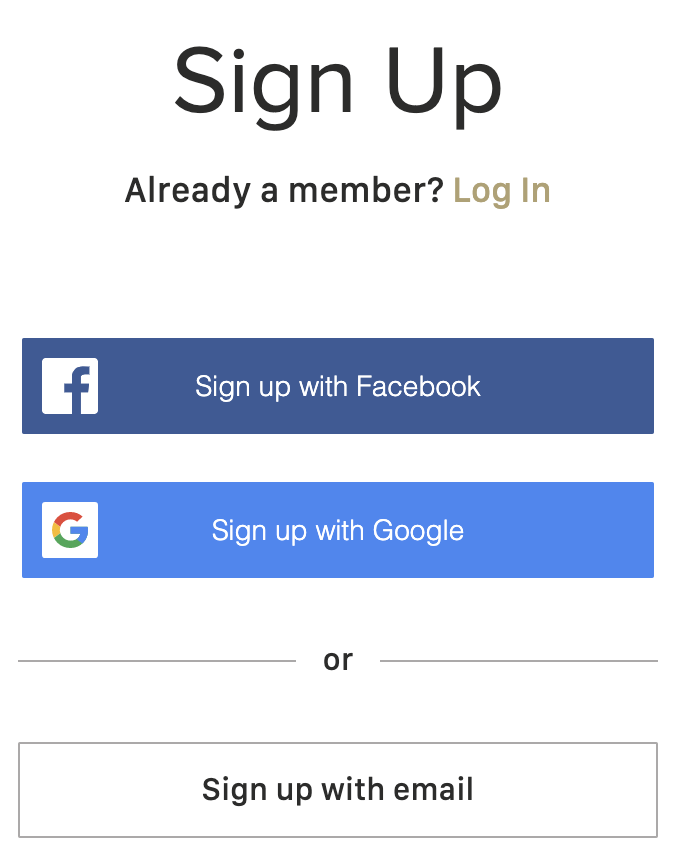 Sign Up
Already a member? Log In
Sign up with Facebook
Sign up with Google
or
Sign up with email